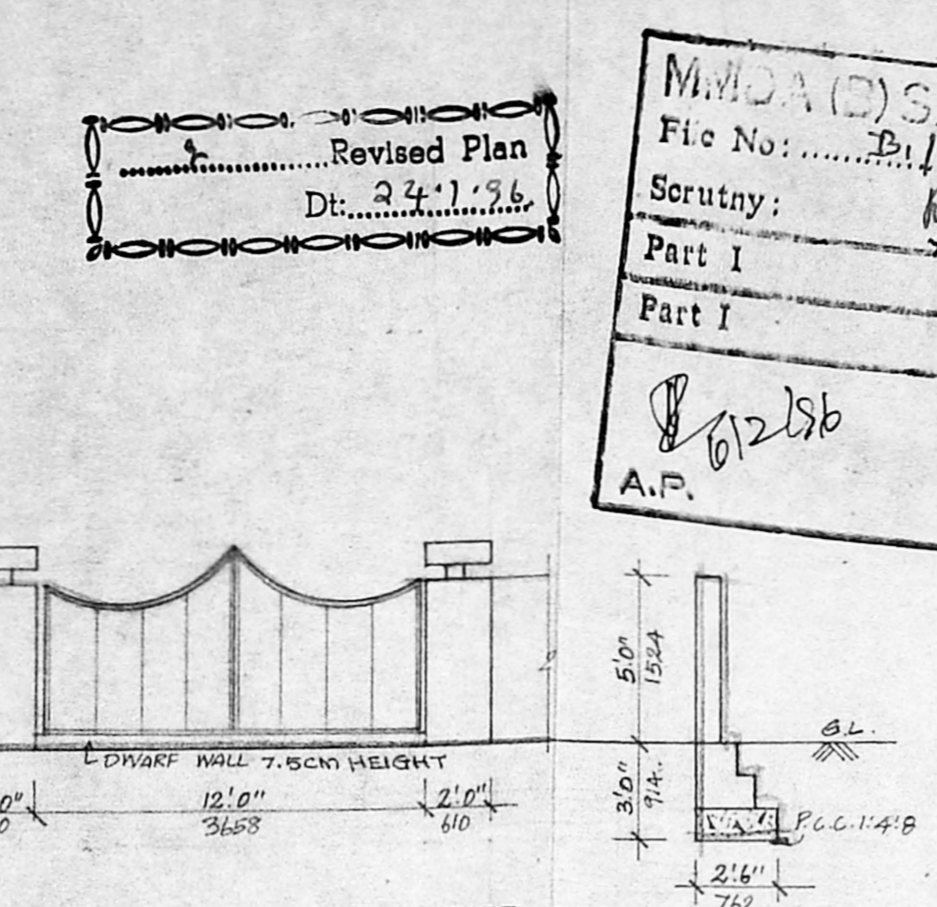 Revised Plan
Dt: 24.1.96
MMDA (B) S
File No: B1/
Scrutny:
Part I
Part I
6/2/96
A.P.
5'0"
1524
3'0"
914
G.L.
DWARF WALL 7.5CM HEIGHT
12'0"
3658
2'0"
610
P.C.C. 1:4:8
2'6"
762